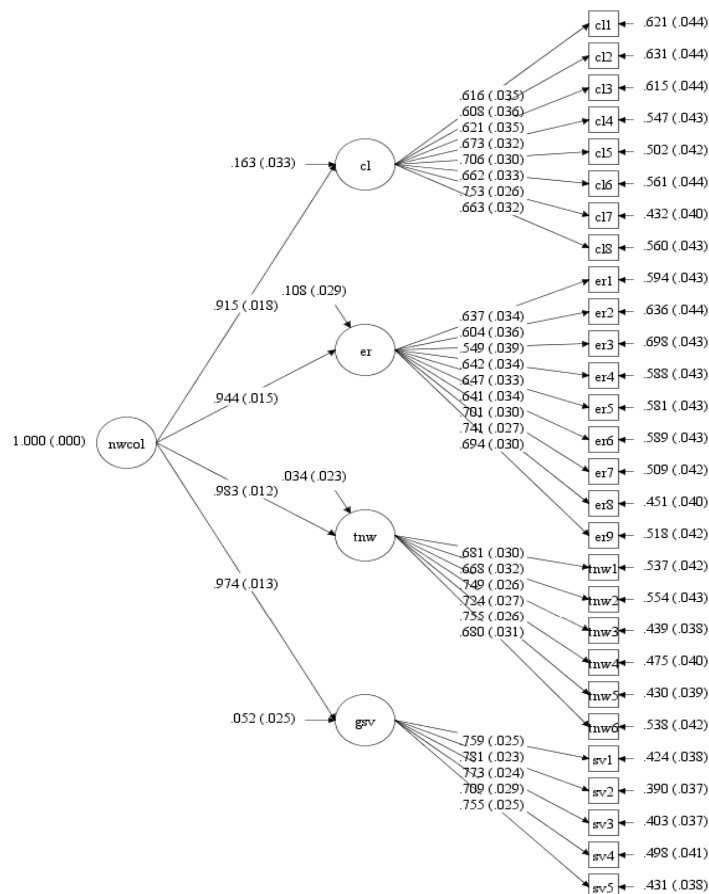 cl1 .621 (.044)
cl2 .631 (.044)
cl3 .615 (.044)
cl4 .547 (.043)
cl5 .502 (.042)
cl6 .561 (.044)
cl7 .432 (.040)
cl8 .560 (.043)
.616 (.035)
.608 (.036)
.621 (.035)
.673 (.032)
.706 (.030)
.662 (.033)
.753 (.026)
.663 (.032)
.163 (.033)
cl
er1 .594 (.043)
er2 .636 (.044)
er3 .698 (.043)
er4 .588 (.043)
er5 .581 (.043)
er6 .589 (.043)
er7 .509 (.042)
er8 .451 (.040)
er9 .518 (.042)
.637 (.034)
.604 (.036)
.549 (.039)
.642 (.034)
.647 (.033)
.641 (.034)
.701 (.030)
.741 (.027)
.694 (.030)
.108 (.029)
er
.915 (.018)
.944 (.015)
1.000 (.000)
nwcol
.983 (.012)
.974 (.013)
.034 (.023)
tnw
.681 (.030)
.668 (.032)
.749 (.026)
.724 (.027)
.755 (.026)
.680 (.031)
tnw1 .537 (.042)
tnw2 .554 (.043)
tnw3 .439 (.038)
tnw4 .475 (.040)
tnw5 .430 (.039)
tnw6 .538 (.042)
.052 (.025)
gsv
.759 (.025)
.781 (.023)
.773 (.024)
.709 (.029)
.755 (.025)
sv1 .424 (.038)
sv2 .390 (.037)
sv3 .403 (.037)
sv4 .498 (.041)
sv5 .431 (.038)